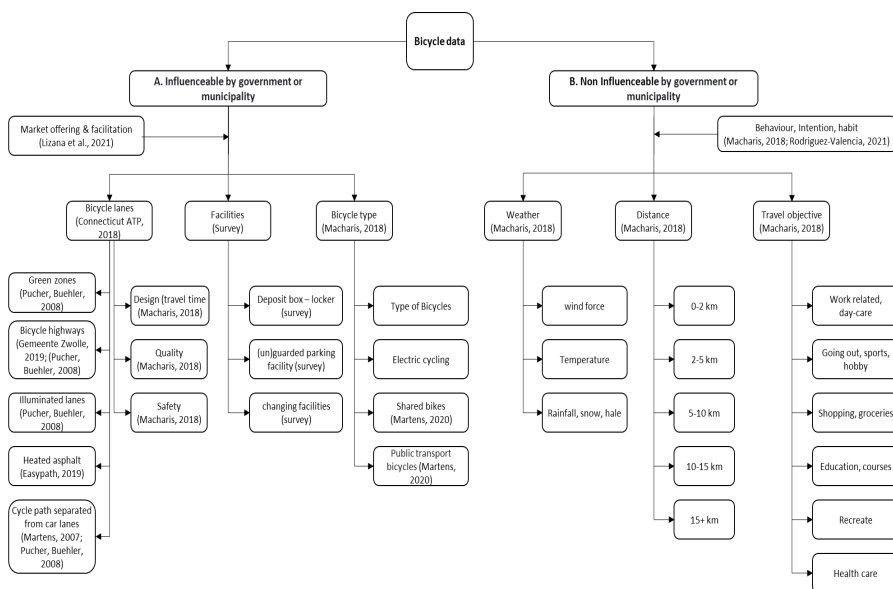 Bicycle data
A. Influenceable by government or
municipality
B. Non Influenceable by government or
municipality
Market offering & facilitation
(Lizana et al., 2021)
Behaviour, Intention, habit
(Macharis, 2018; Rodriguez-Valencia, 2021)
Bicycle lanes
(Connecticut ATP,
2018)
Facilities
(Survey)
Bicycle type
(Macharis, 2018)
Weather
(Macharis, 2018)
Distance
(Macharis, 2018)
Travel objective
(Macharis, 2018)
Green zones
(Pucher, Buehler,
2008)
Bicycle highways
(Gemeente Zwolle,
2019; (Pucher,
Buehler, 2008)
Illuminated lanes
(Pucher, Buehler,
2008)
Heated asphalt
(Easypath, 2019)
Cycle path separated
from car lanes
(Martens, 2007;
Pucher, Buehler,
2008)
Design (travel time
(Macharis, 2018)
Quality
(Macharis, 2018)
Safety
(Macharis, 2018)
Deposit box – locker
(survey)
(un)guarded parking
facility (survey)
changing facilities
(survey)
Type of Bicycles
Electric cycling
Shared bikes
(Martens, 2020)
Public transport
bicycles (Martens,
2020)
wind force
Temperature
Rainfall, snow, hale
0-2 km
2-5 km
5-10 km
10-15 km
15+ km
Work related,
day-care
Going out, sports,
hobby
Shopping, groceries
Education, courses
Recreate
Health care